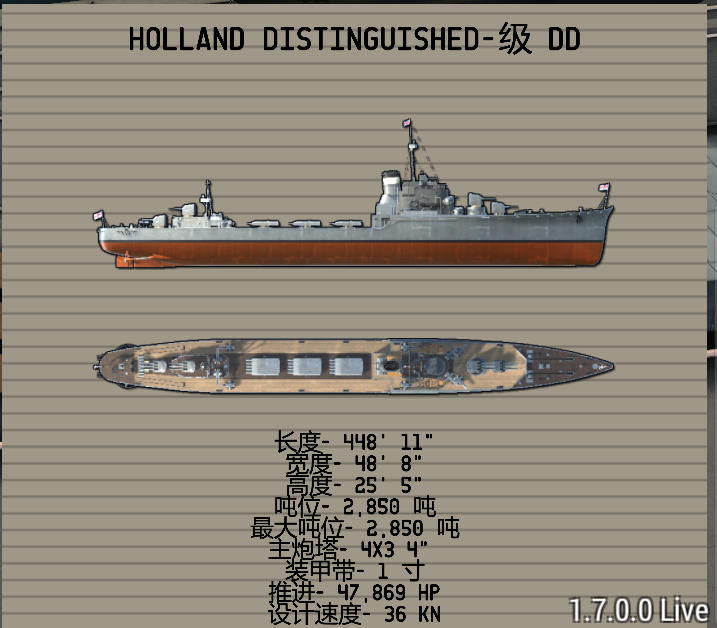 HOLLAND DISTINGUISHED-级 DD
长度- 448' 11"
宽度- 48' 8"
高度- 25' 5"
吨位- 2,850 吨
最大吨位- 2,850 吨
主炮塔- 4X3 4"
装甲带- 1 寸
推进- 47,869 HP
设计速度- 36 KN
1.7.0.0 Live